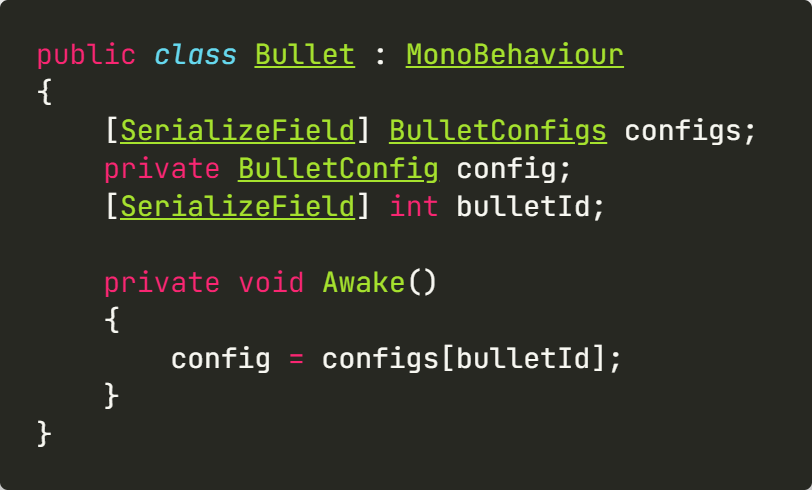 public class Bullet : MonoBehaviour
{
    [SerializeField] BulletConfigs configs;
    private BulletConfig config;
    [SerializeField] int bulletId;

    private void Awake()
    {
        config = configs[bulletId];
    }
}